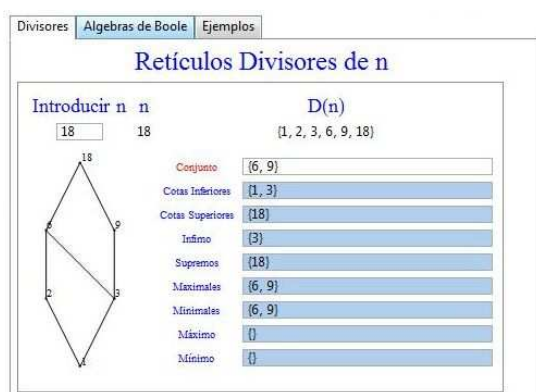 Divisores Algebras de Boole Ejemplos
Retículos Divisores de n
Introducir n n D(n)
18 18 {1, 2, 3, 6, 9, 18}
Conjunto {6, 9}
Cotas Inferiores {1, 3}
Cotas Superiores {18}
Infimo {3}
Supremos {18}
Maximales {6, 9}
Minimales {6, 9}
Máximo {}
Mínimo {}
18
6 9
2 3
1